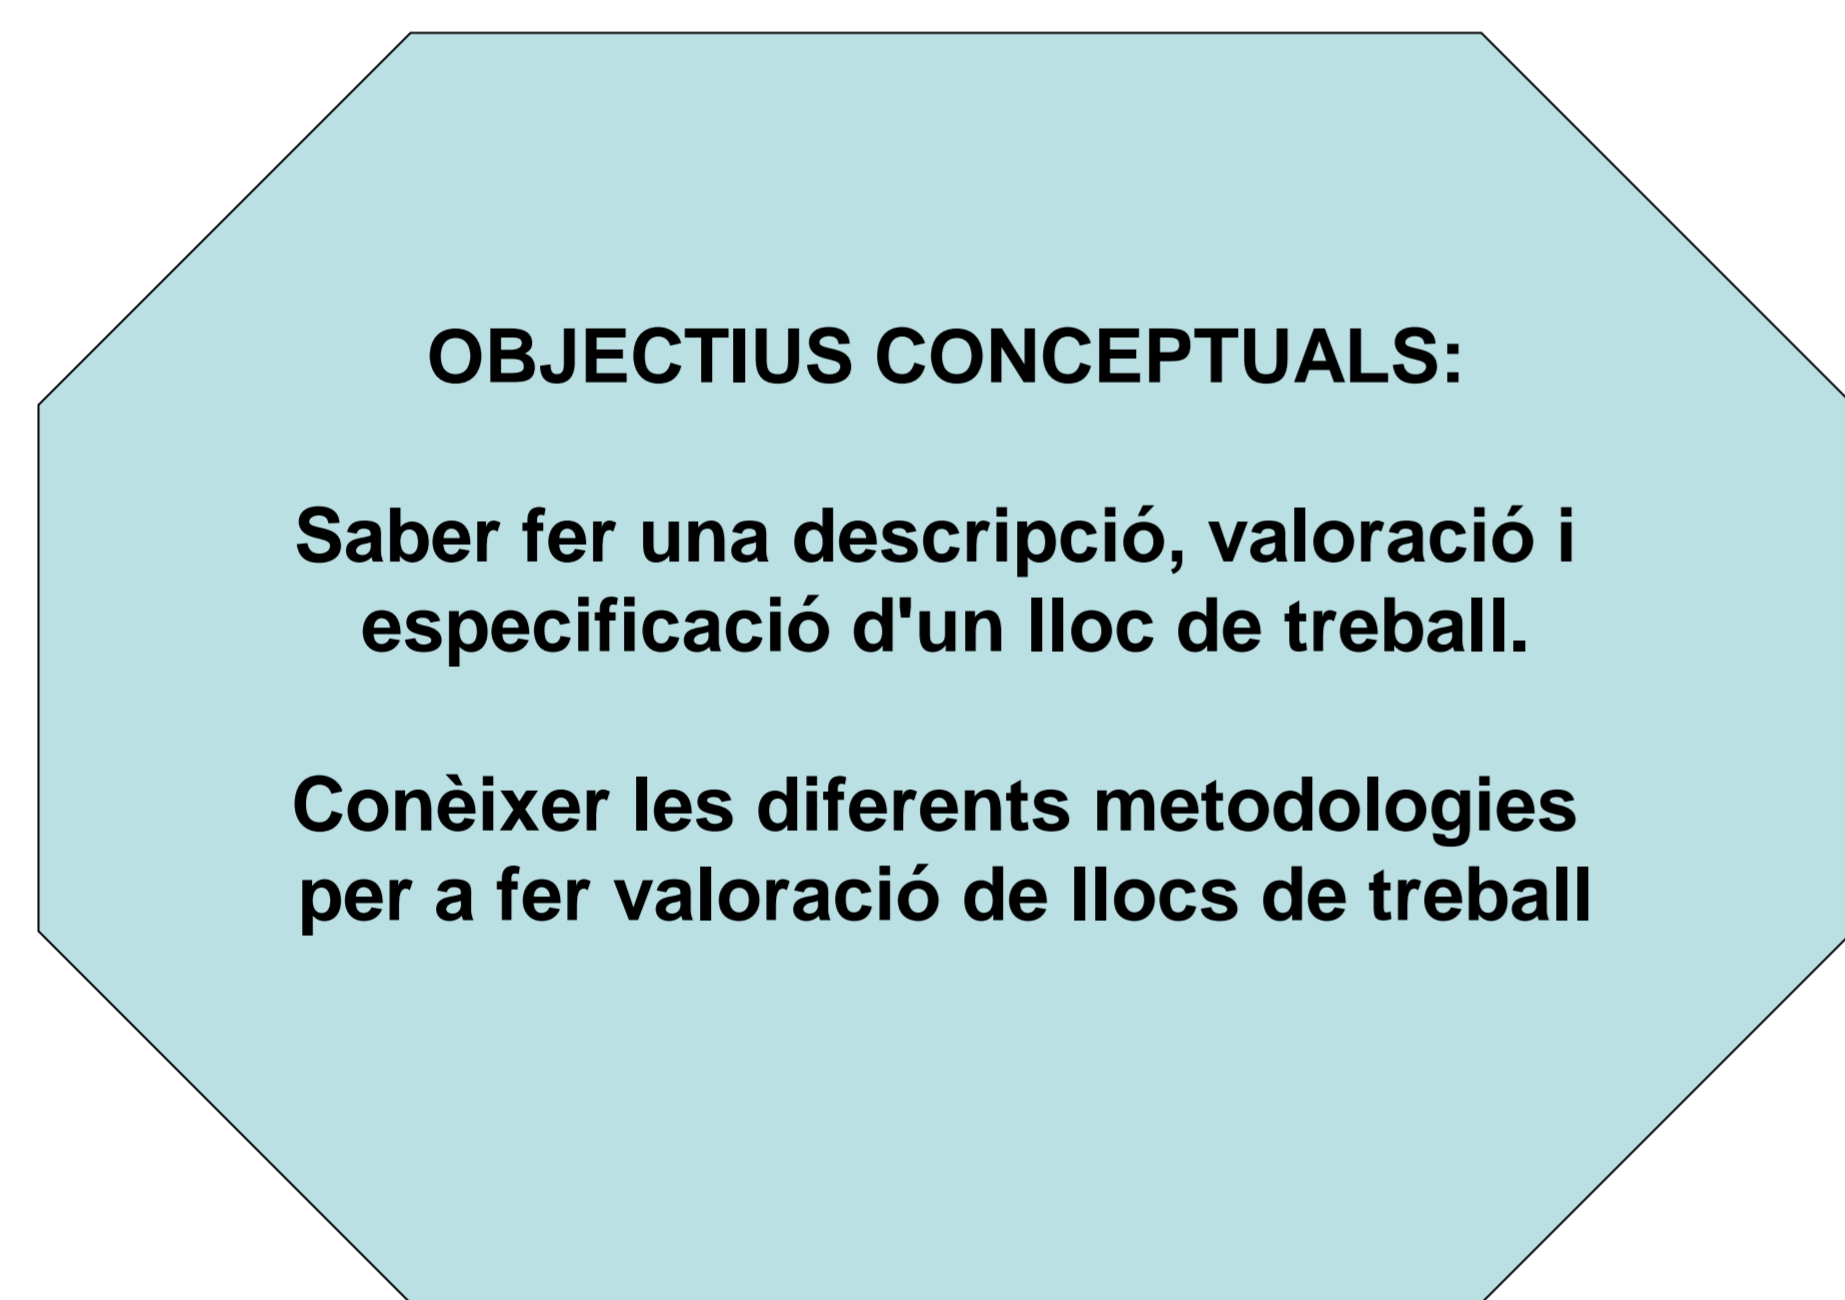 OBJECTIUS CONCEPTUALS:
Saber fer una descripció, valoració i
especificació d'un lloc de treball.
Conèixer les diferents metodologies
per a fer valoració de llocs de treball